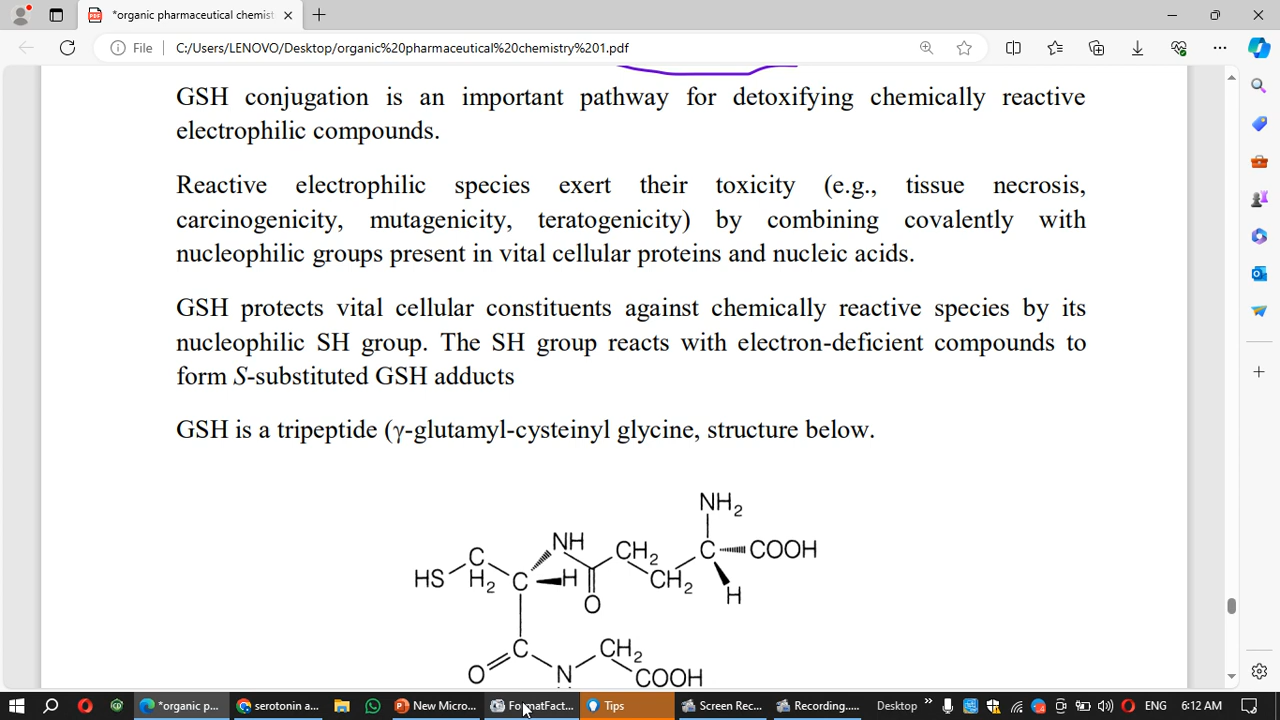 *organic pharmaceutical chemist
File
C:/Users/LENOVO/Desktop/organic%20pharmaceutical%20chemistry%201.pdf
GSH conjugation is an important pathway for detoxifying chemically reactive
electrophilic compounds.
Reactive electrophilic species exert their toxicity (e.g., tissue necrosis,
carcinogenicity, mutagenicity, teratogenicity) by combining covalently with
nucleophilic groups present in vital cellular proteins and nucleic acids.
GSH protects vital cellular constituents against chemically reactive species by its
nucleophilic SH group. The SH group reacts with electron-deficient compounds to
form S-substituted GSH adducts
GSH is a tripeptide (γ-glutamyl-cysteinyl glycine, structure below.
NH2
NH CH2 C COOH
HS C H2 C H CH2 H
O
C CH2
O N COOH
*organic p... serotonin a... New Micro... FormatFact... Tips Screen Rec... Recording.... Desktop » ENG 6:12 AM